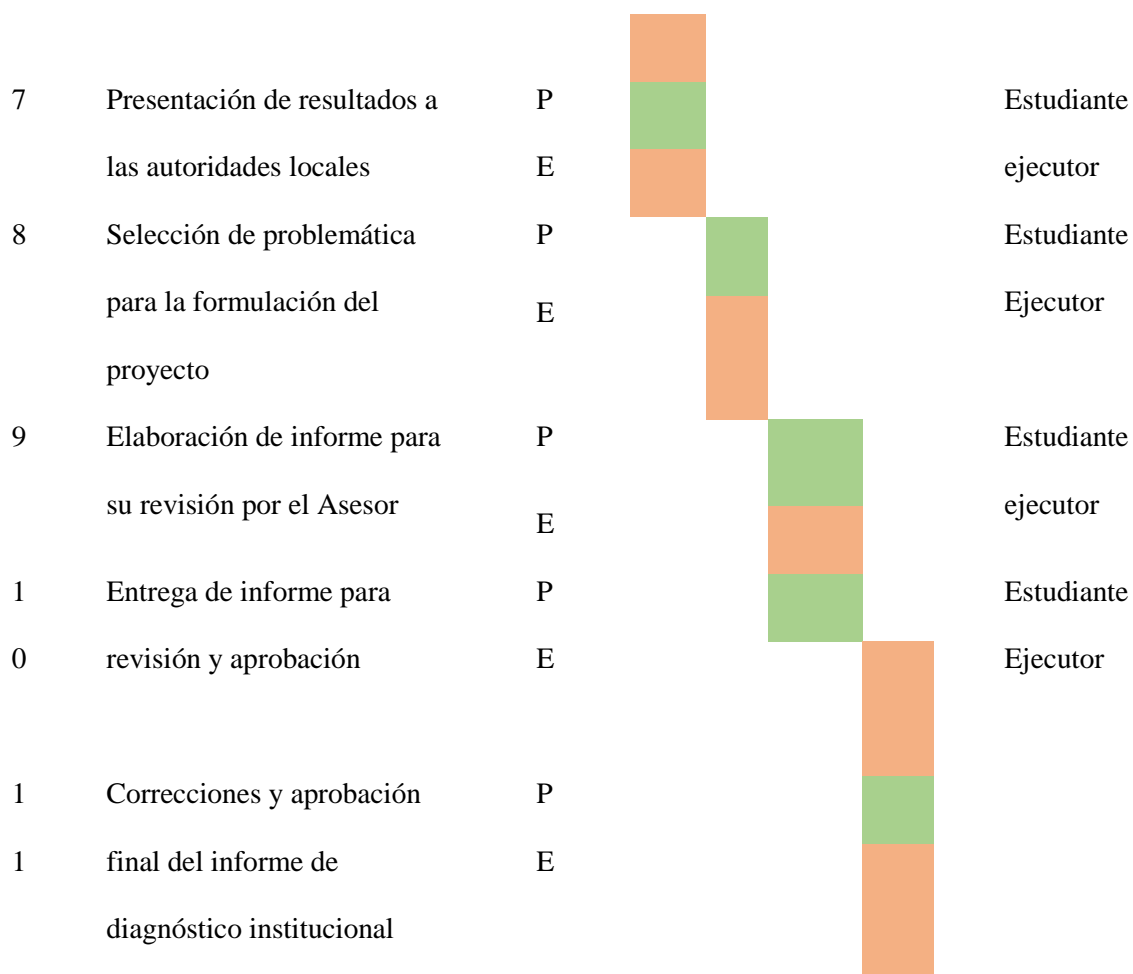 7 Presentación de resultados a P Estudiante
las autoridades locales E ejecutor
8 Selección de problemática P Estudiante
para la formulación del E Ejecutor
proyecto
9 Elaboración de informe para P Estudiante
su revisión por el Asesor E ejecutor
1 Entrega de informe para P Estudiante
0 revisión y aprobación E Ejecutor
1 Correcciones y aprobación P
1 final del informe de E
diagnóstico institucional